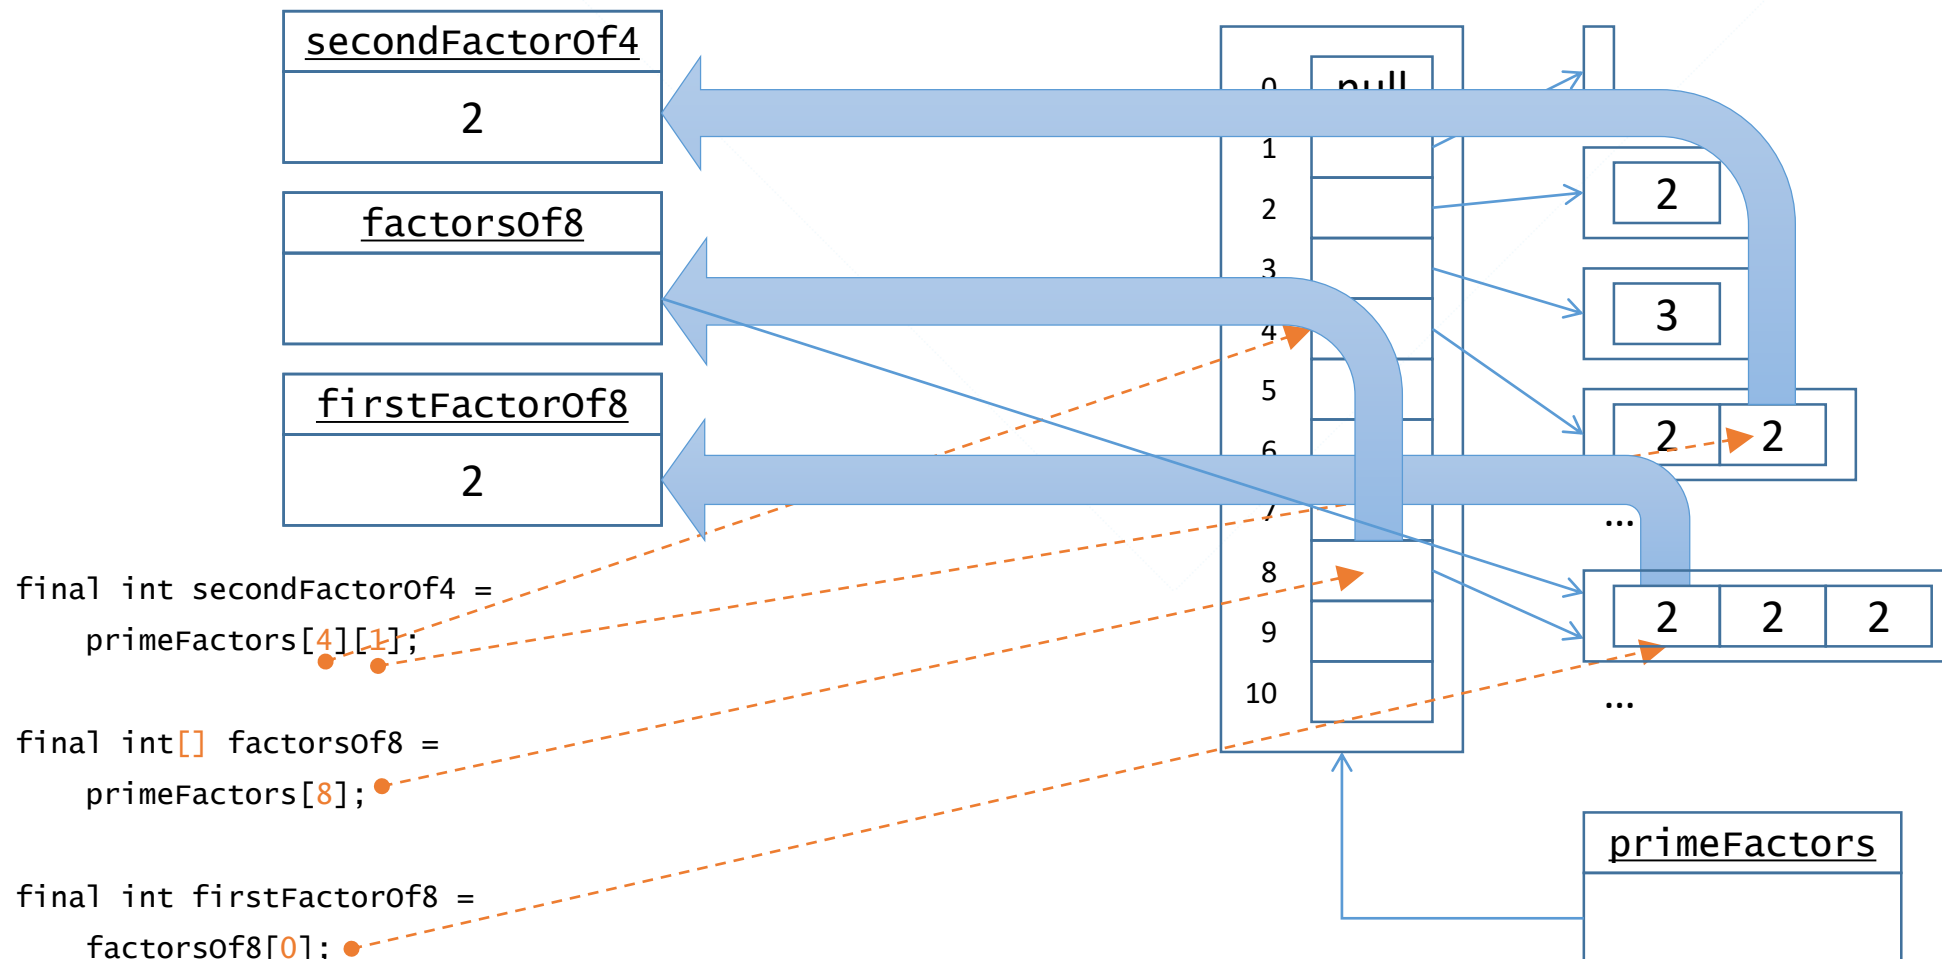 secondFactorOf4
2
factorsOf8
firstFactorOf8
2
final int secondFactorOf4 =
primeFactors[4][1];
final int[] factorsOf8 =
primeFactors[8];
final int firstFactorOf8 =
factorsOf8[0];
0 null
1
2
3
4
5
6
7
8
9
10
2
3
2 2
...
2 2 2
...
primeFactors